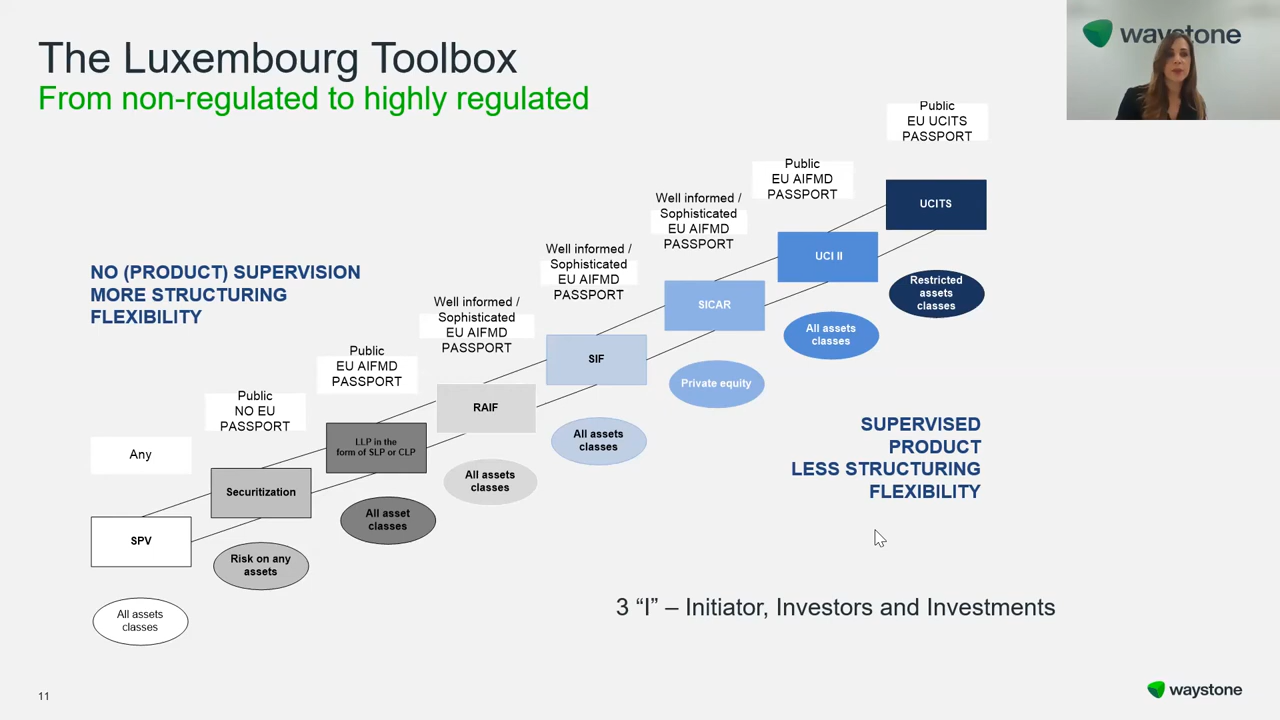 The Luxembourg Toolbox
From non-regulated to highly regulated
waystone
Public
EU UCITS
PASSPORT
UCITS
Restricted
assets
classes
Public
EU AIFMD
PASSPORT
UCI II
All assets
classes
Well informed /
Sophisticated
EU AIFMD
PASSPORT
SICAR
Private equity
Well informed /
Sophisticated
EU AIFMD
PASSPORT
SIF
All assets
classes
Well informed /
Sophisticated
EU AIFMD
PASSPORT
RAIF
All assets
classes
Public
EU AIFMD
PASSPORT
LLP in the
form of SLP or CLP
All asset
classes
Public
NO EU
PASSPORT
Securitization
Risk on any
assets
Any
SPV
All assets
classes
NO (PRODUCT) SUPERVISION
MORE STRUCTURING
FLEXIBILITY
SUPERVISED
PRODUCT
LESS STRUCTURING
FLEXIBILITY
3 “I” – Initiator, Investors and Investments
11
waystone